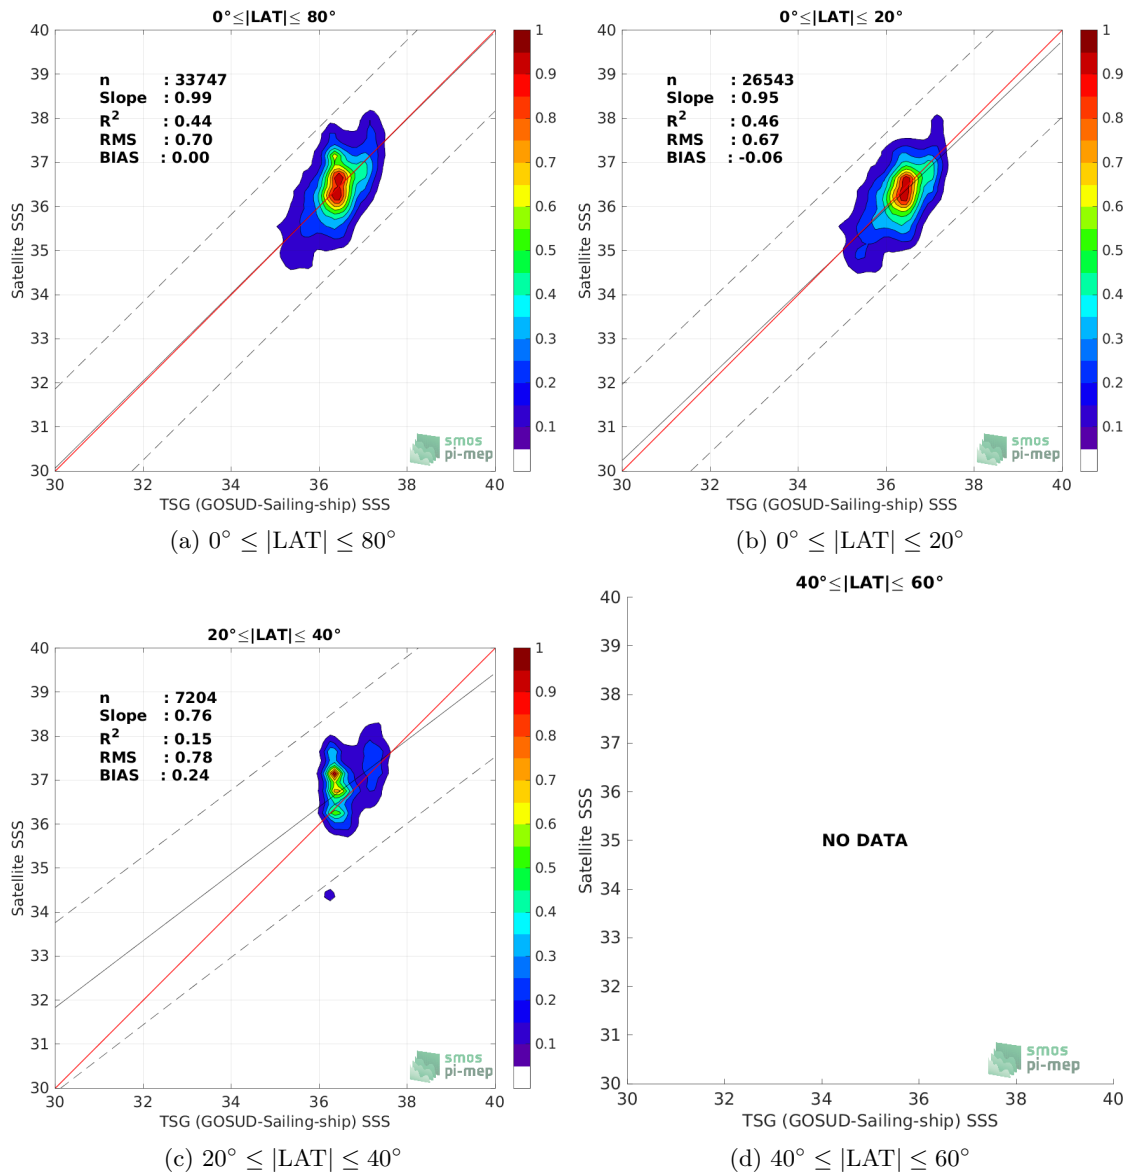 0°≤|LAT|≤ 80°
n : 33747
Slope : 0.99
R² : 0.44
RMS : 0.70
BIAS : 0.00
40
39
38
37
36
35
34
33
32
31
30
Satellite SSS
30 32 34 36 38 40
TSG (GOSUD-Sailing-ship) SSS
1
0.9
0.8
0.7
0.6
0.5
0.4
0.3
0.2
0.1
smos
pi-mep
(a) 0° ≤ |LAT| ≤ 80°
0°≤|LAT|≤ 20°
n : 26543
Slope : 0.95
R² : 0.46
RMS : 0.67
BIAS : -0.06
40
39
38
37
36
35
34
33
32
31
30
Satellite SSS
30 32 34 36 38 40
TSG (GOSUD-Sailing-ship) SSS
1
0.9
0.8
0.7
0.6
0.5
0.4
0.3
0.2
0.1
smos
pi-mep
(b) 0° ≤ |LAT| ≤ 20°
20°≤|LAT|≤ 40°
n : 7204
Slope : 0.76
R² : 0.15
RMS : 0.78
BIAS : 0.24
40
39
38
37
36
35
34
33
32
31
30
Satellite SSS
30 32 34 36 38 40
TSG (GOSUD-Sailing-ship) SSS
1
0.9
0.8
0.7
0.6
0.5
0.4
0.3
0.2
0.1
smos
pi-mep
(c) 20° ≤ |LAT| ≤ 40°
40°≤|LAT|≤ 60°
40
39
38
37
36
35
34
33
32
31
30
Satellite SSS
NO DATA
30 32 34 36 38 40
TSG (GOSUD-Sailing-ship) SSS
smos
pi-mep
(d) 40° ≤ |LAT| ≤ 60°